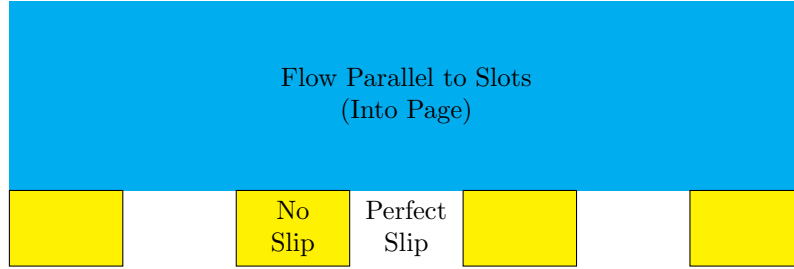 Flow Parallel to Slots
(Into Page)
No
Slip
Perfect
Slip